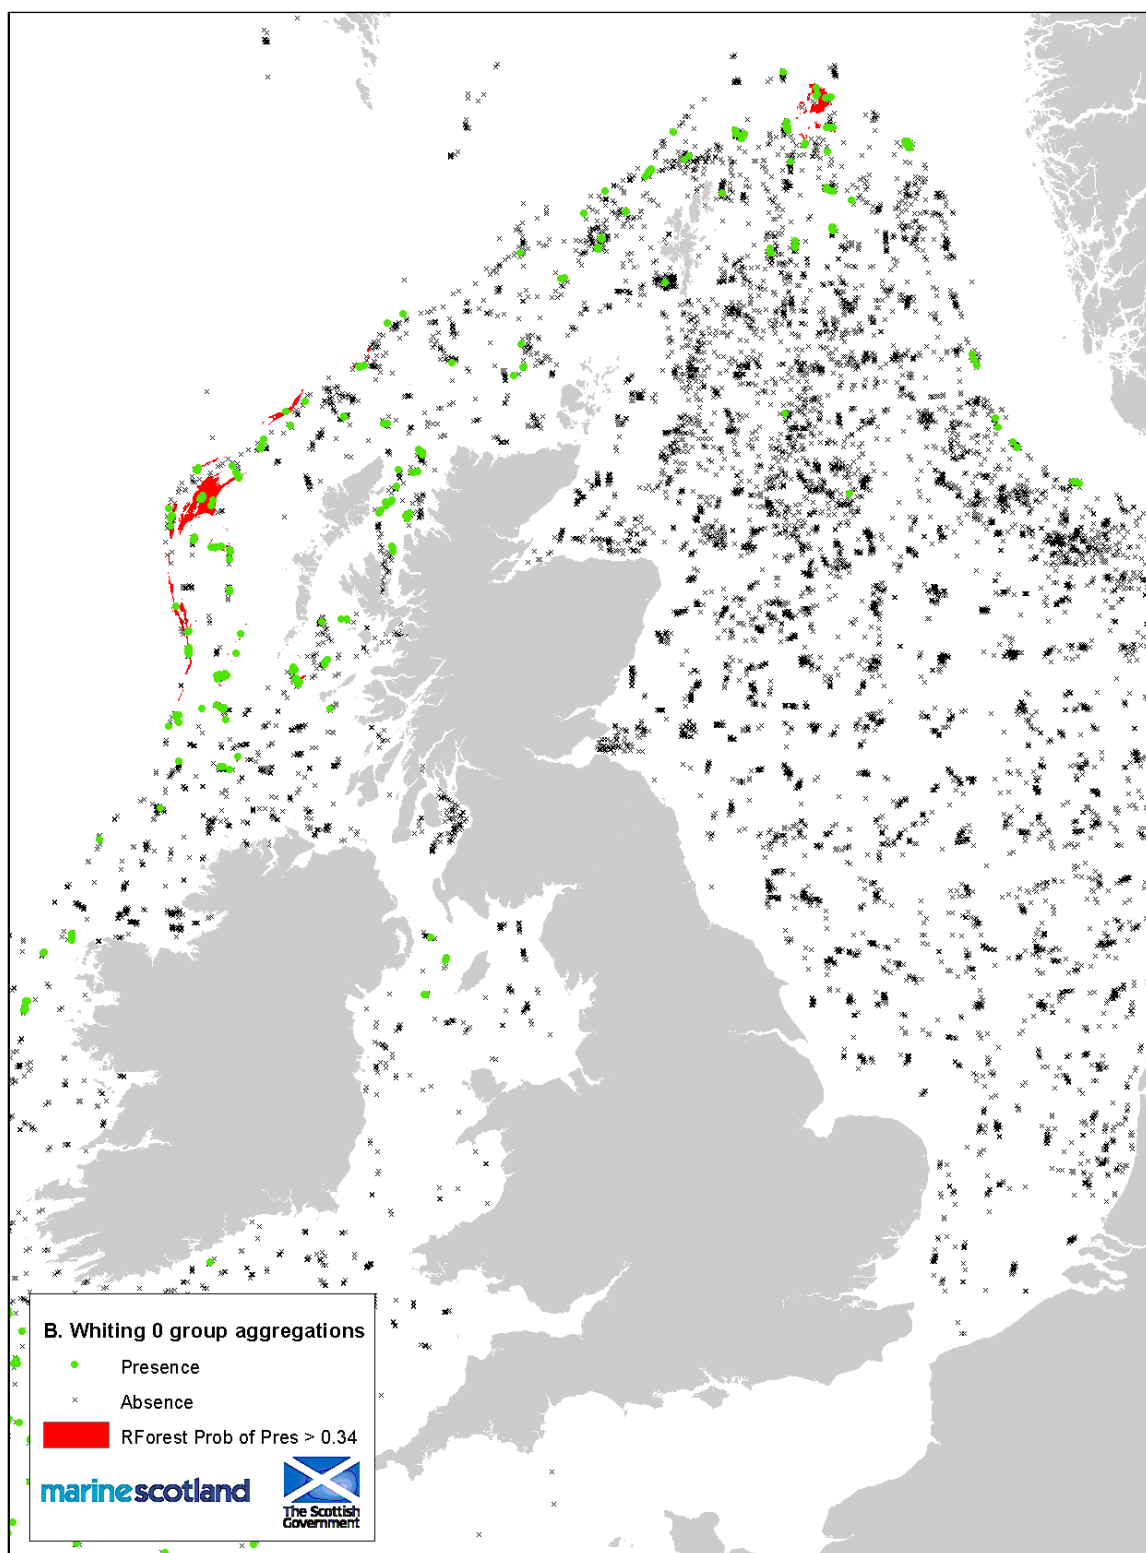 B. Whiting 0 group aggregations
Presence
Absence
RForest Prob of Pres > 0.34
marinescotland
The Scottish
Government